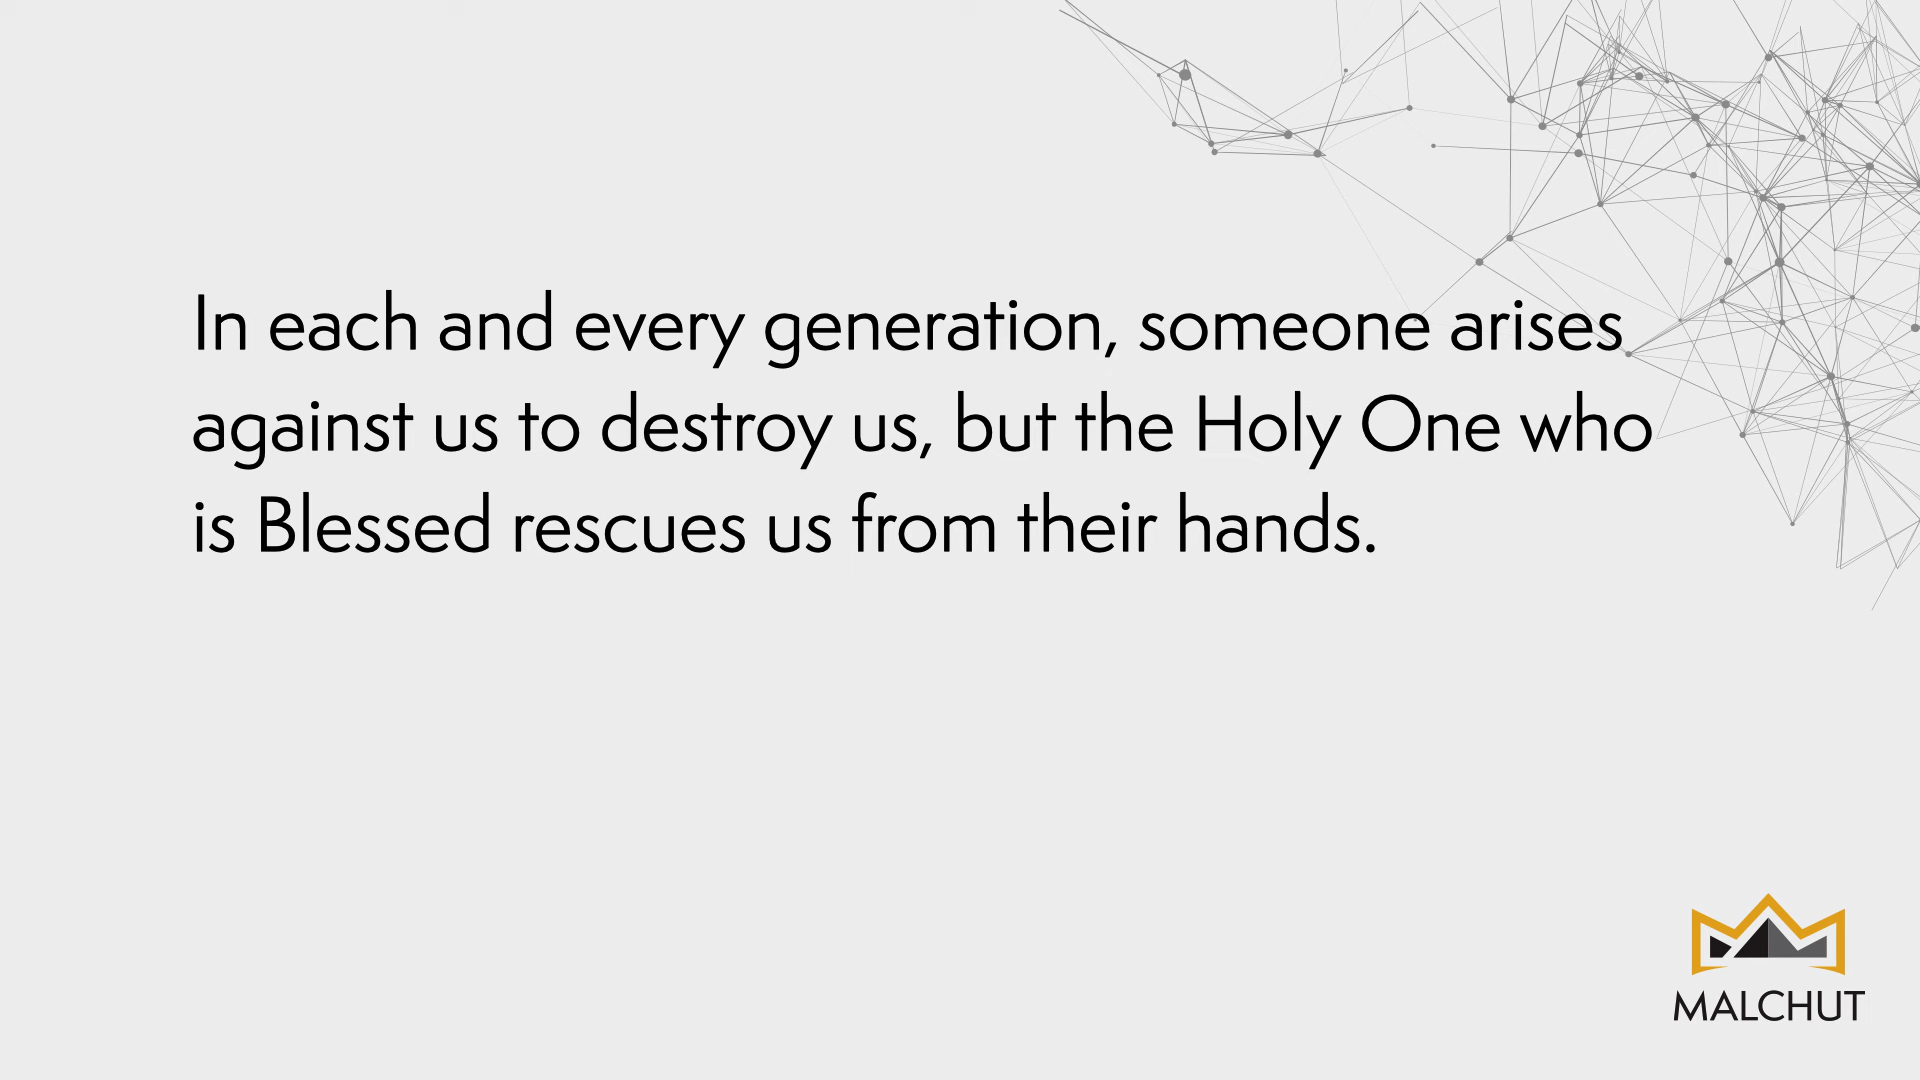 In each and every generation, someone arises
against us to destroy us, but the Holy One who
is Blessed rescues us from their hands.
MALCHUT